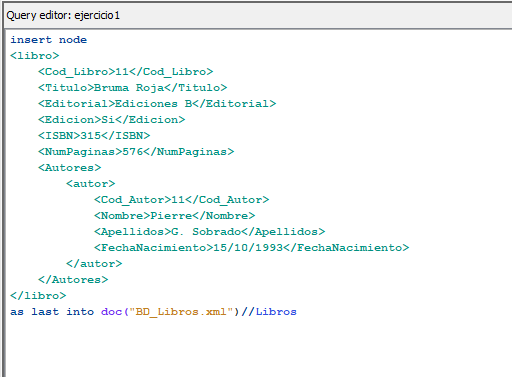 Query editor: ejercicio1
insert node
<libro>
    <Cod_Libro>11</Cod_Libro>
    <Titulo>Bruma Roja</Titulo>
    <Editorial>Ediciones B</Editorial>
    <Edicion>Si</Edicion>
    <ISBN>315</ISBN>
    <NumPaginas>576</NumPaginas>
    <Autores>
        <autor>
            <Cod_Autor>11</Cod_Autor>
            <Nombre>Pierre</Nombre>
            <Apellidos>G. Sobrado</Apellidos>
            <FechaNacimiento>15/10/1993</FechaNacimiento>
        </autor>
    </Autores>
</libro>
as last into doc("BD_Libros.xml")//Libros